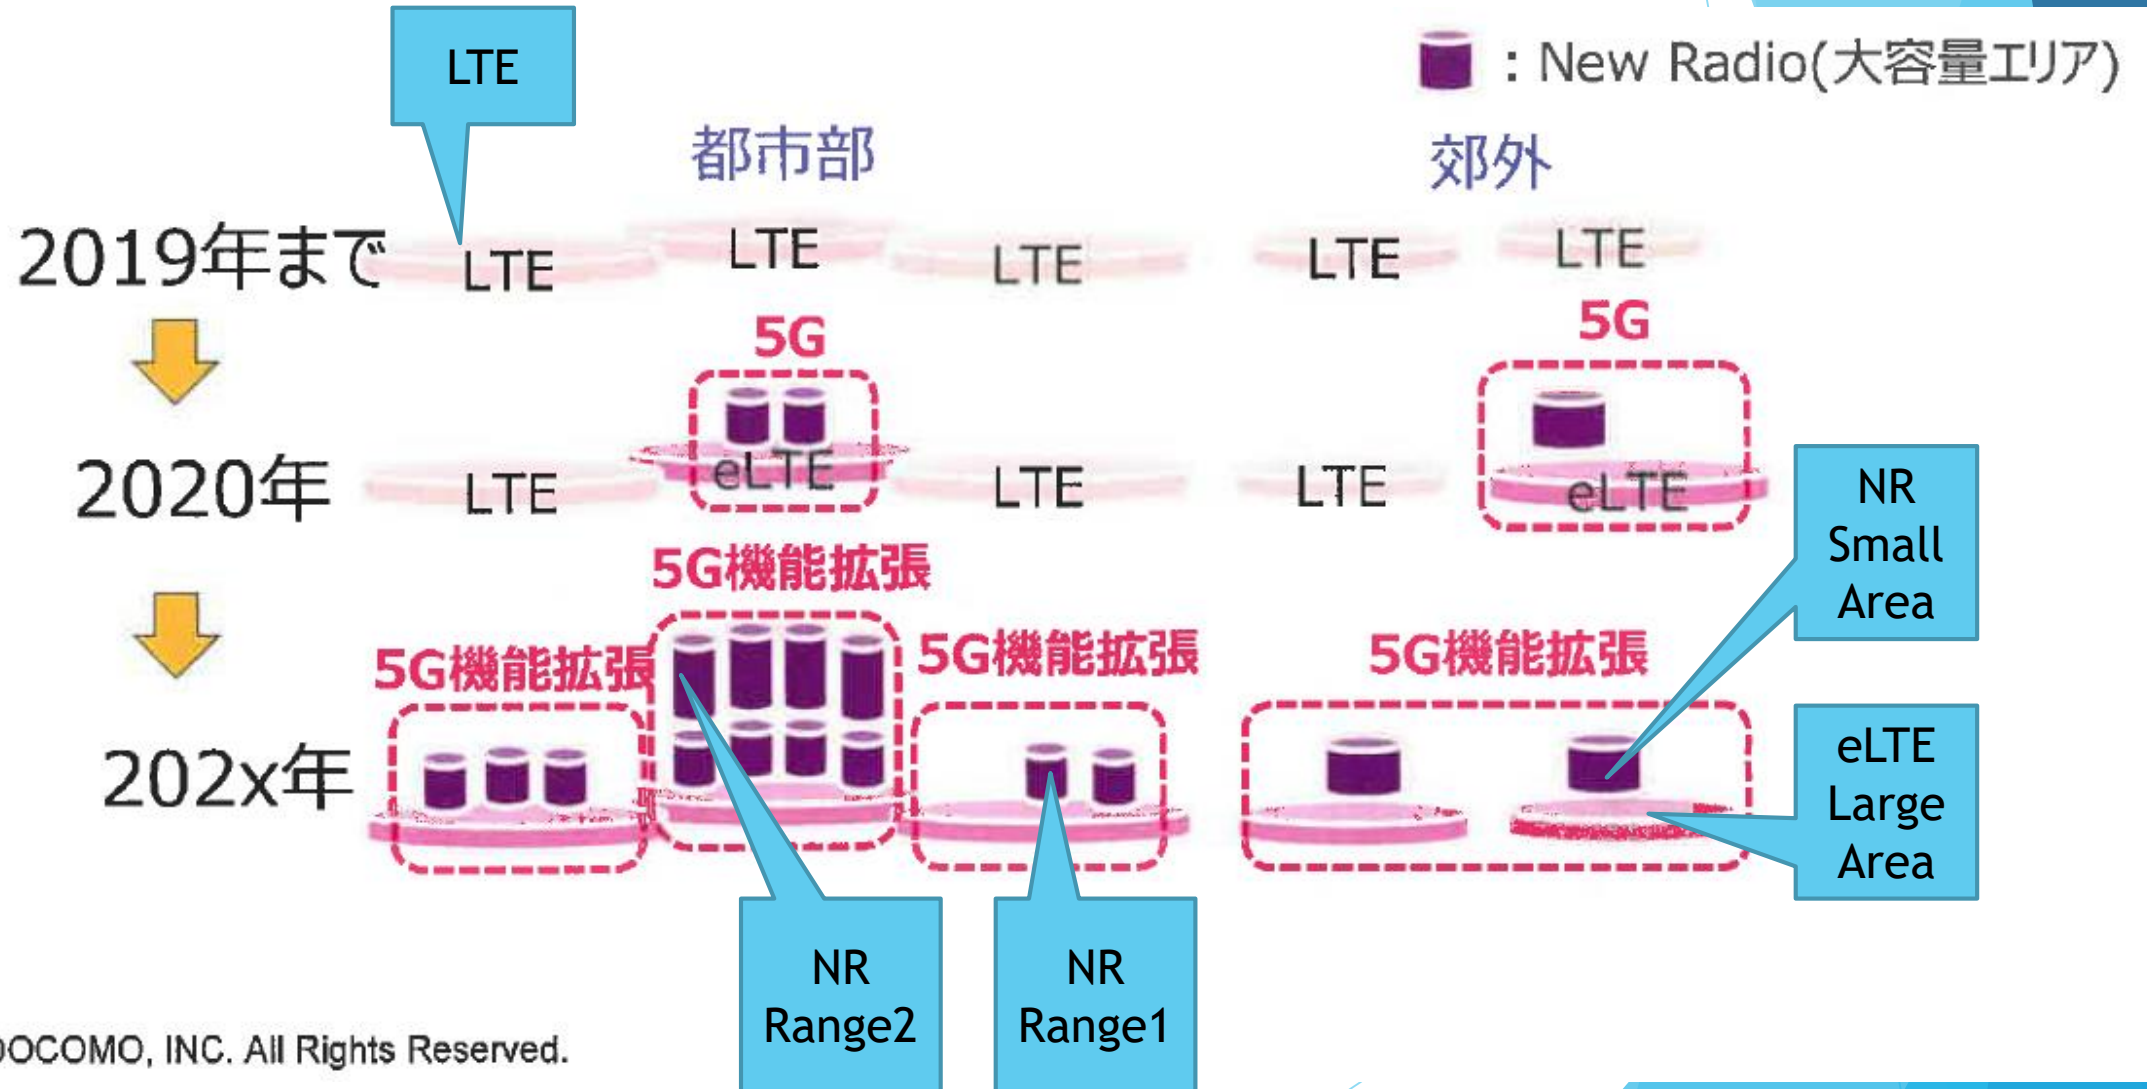 LTE
: New Radio(大容量エリア)
都市部
郊外
2019年まで
LTE
LTE
LTE
LTE
LTE
5G
5G
2020年
LTE
eLTE
LTE
LTE
eLTE
NR
Small
Area
5G機能拡張
5G機能拡張
5G機能拡張
5G機能拡張
202x年
eLTE
Large
Area
NR
Range2
NR
Range1
DOCOMO, INC. All Rights Reserved.